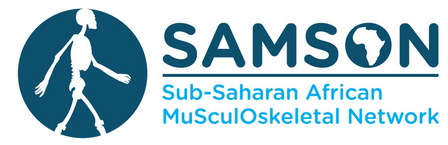 SAMSON
Sub-Saharan African
MuSculOskeletal Network